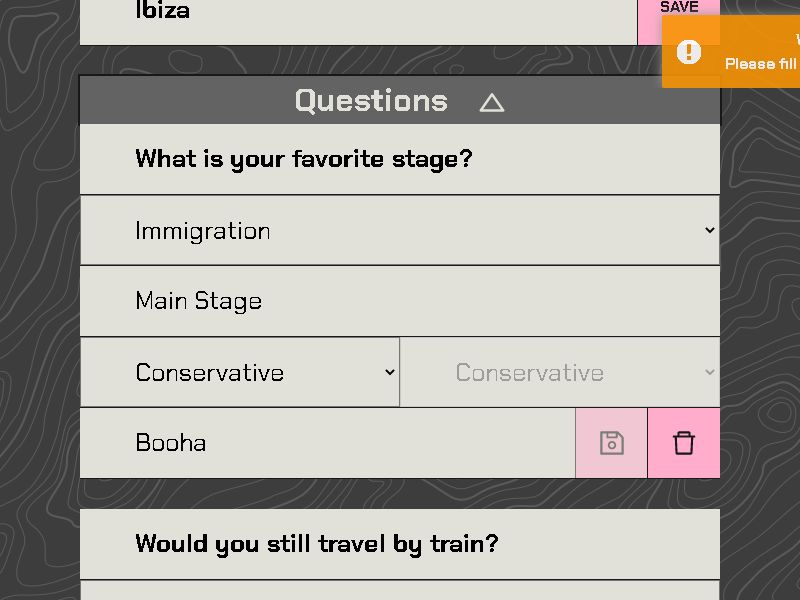 Ibiza
SAVE
Please fill
Questions
What is your favorite stage?
Immigration
Main Stage
Conservative
Conservative
Booha
Would you still travel by train?